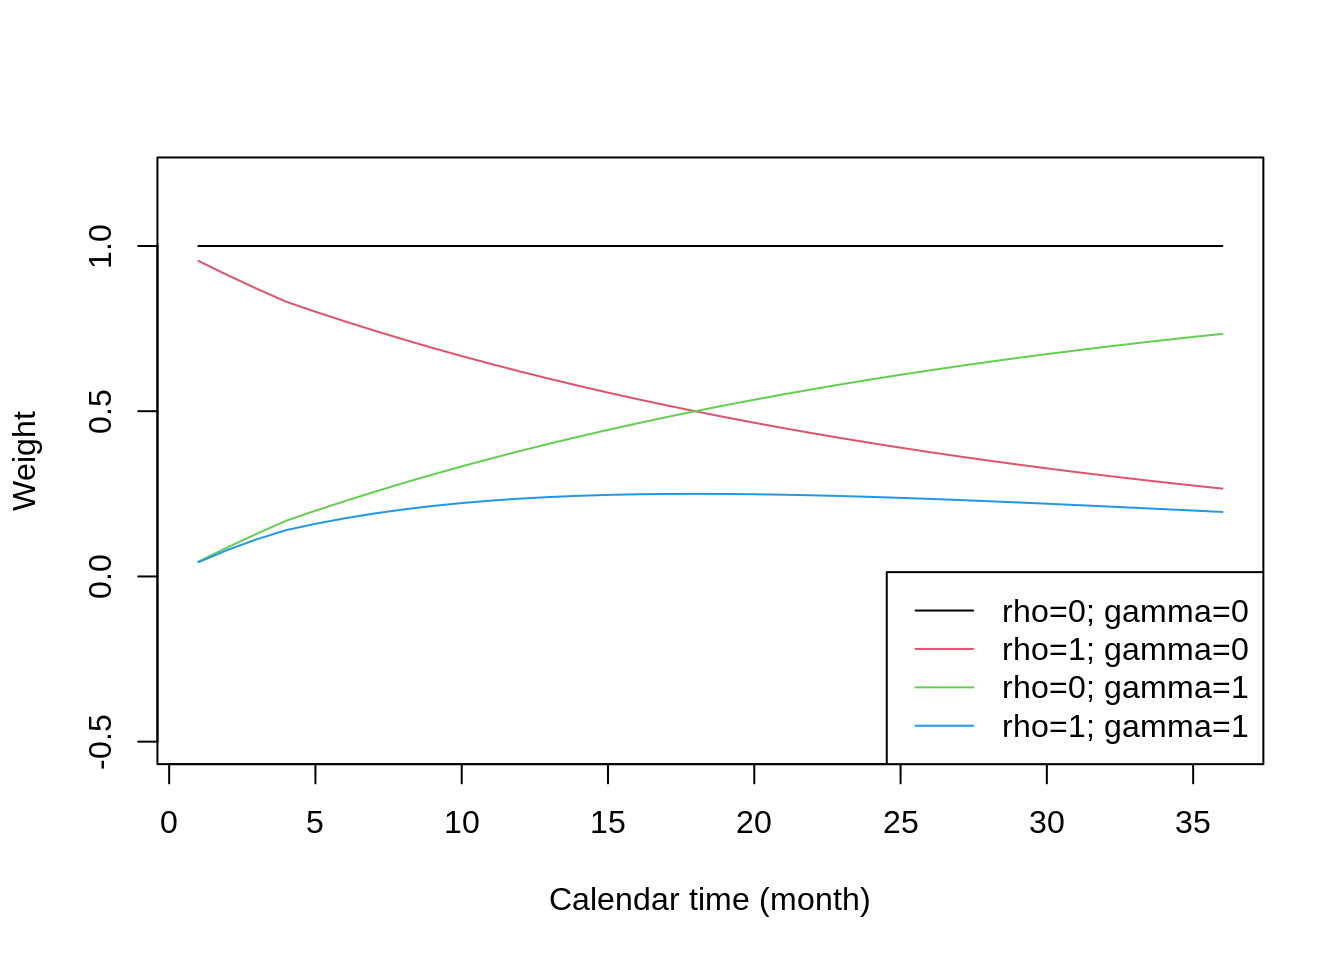 1.0
0.5
0.0
-0.5
Weight
0 5 10 15 20 25 30 35
Calendar time (month)
rho=0; gamma=0
rho=1; gamma=0
rho=0; gamma=1
rho=1; gamma=1